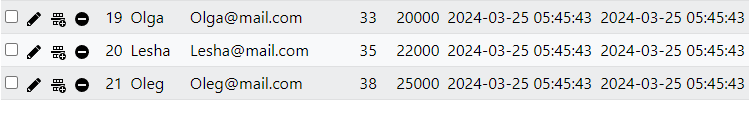 19 Olga Olga@mail.com 33 20000 2024-03-25 05:45:43 2024-03-25 05:45:43
20 Lesha Lesha@mail.com 35 22000 2024-03-25 05:45:43 2024-03-25 05:45:43
21 Oleg Oleg@mail.com 38 25000 2024-03-25 05:45:43 2024-03-25 05:45:43